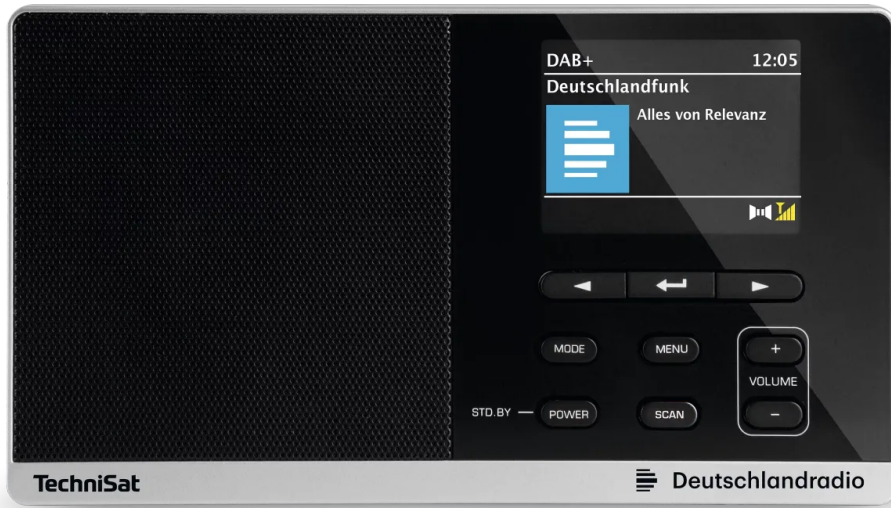 DAB+ 12:05
Deutschlandfunk
Alles von Relevanz
MODE MENU +
VOLUME
STD.BY POWER SCAN −
TechniSat Deutschlandradio